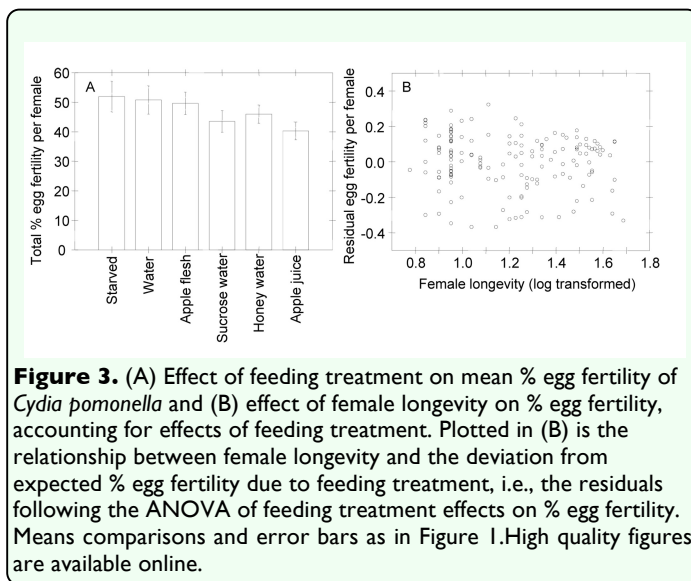 A
Total % egg fertility per female
60
50
40
30
20
10
0
Starved
Water
Apple flesh
Sucrose water
Honey water
Apple juice
B
Residual egg fertility per female
0.4
0.2
0.0
-0.2
-0.4
0.8 1.0 1.2 1.4 1.6 1.8
Female longevity (log transformed)
Figure 3. (A) Effect of feeding treatment on mean % egg fertility of
Cydia pomonella and (B) effect of female longevity on % egg fertility,
accounting for effects of feeding treatment. Plotted in (B) is the
relationship between female longevity and the deviation from
expected % egg fertility due to feeding treatment, i.e., the residuals
following the ANOVA of feeding treatment effects on % egg fertility.
Means comparisons and error bars as in Figure 1.High quality figures
are available online.